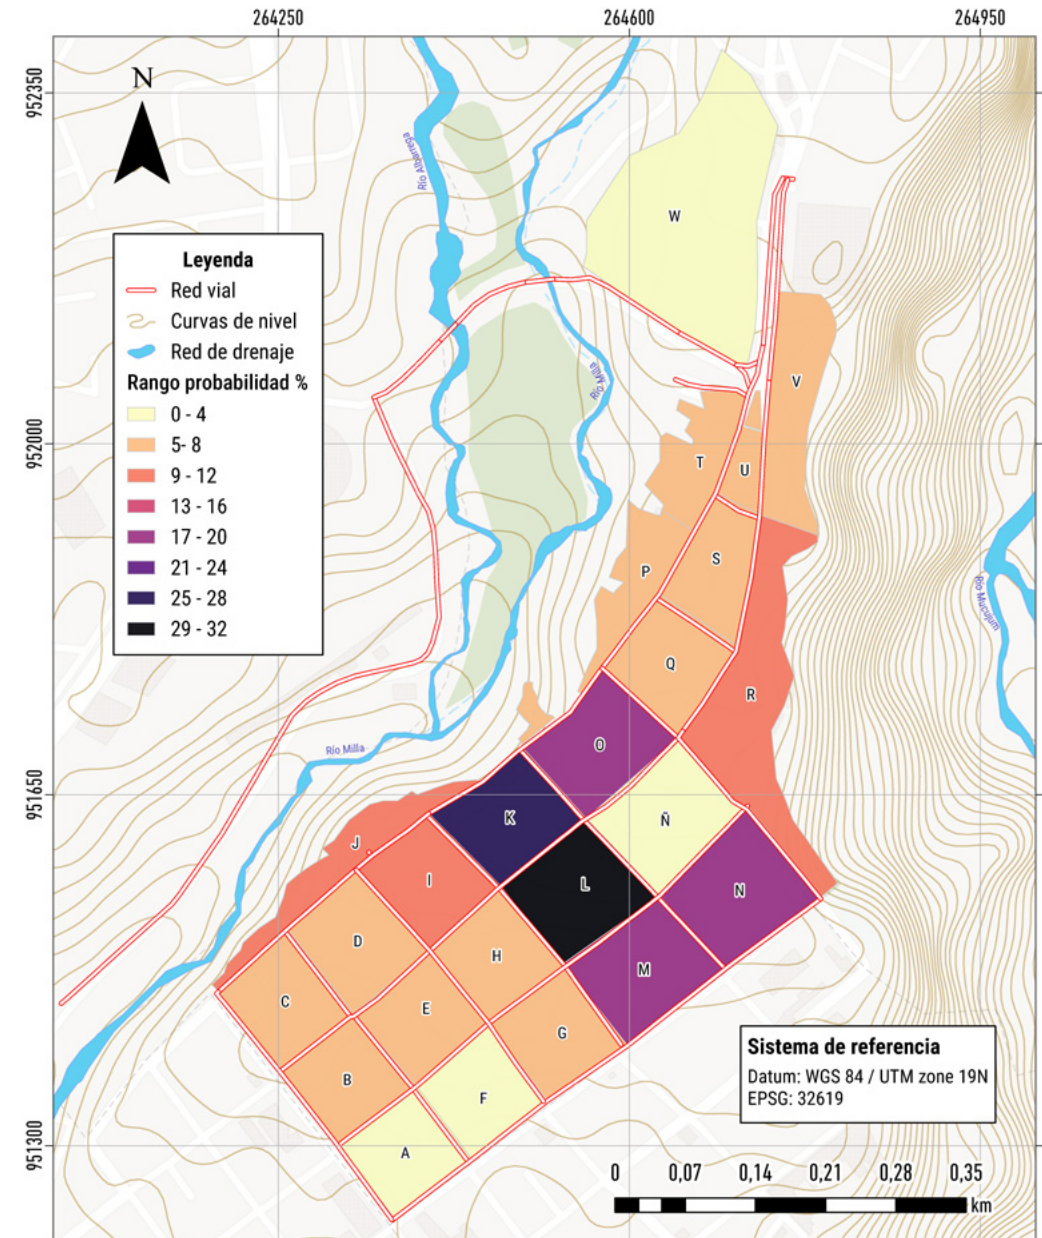 264250
264600
264950
952350
952000
951650
951300
N
Río Albarrega
Río Milla
Río Milla
Río Mucujum
Leyenda
Red vial
Curvas de nivel
Red de drenaje
Rango probabilidad %
0 - 4
5- 8
9 - 12
13 - 16
17 - 20
21 - 24
25 - 28
29 - 32
W
V
T
U
S
P
Q
R
O
K
Ñ
J
I
L
N
D
H
M
C
E
G
B
F
A
Sistema de referencia
Datum: WGS 84 / UTM zone 19N
EPSG: 32619
0 0,07 0,14 0,21 0,28 0,35
km